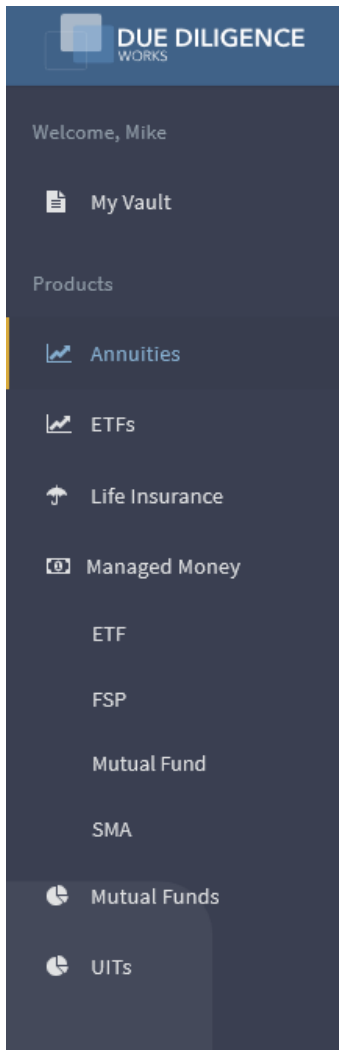 DUE DILIGENCE
WORKS
Welcome, Mike
My Vault
Products
Annuities
ETFs
Life Insurance
Managed Money
ETF
FSP
Mutual Fund
SMA
Mutual Funds
UITs